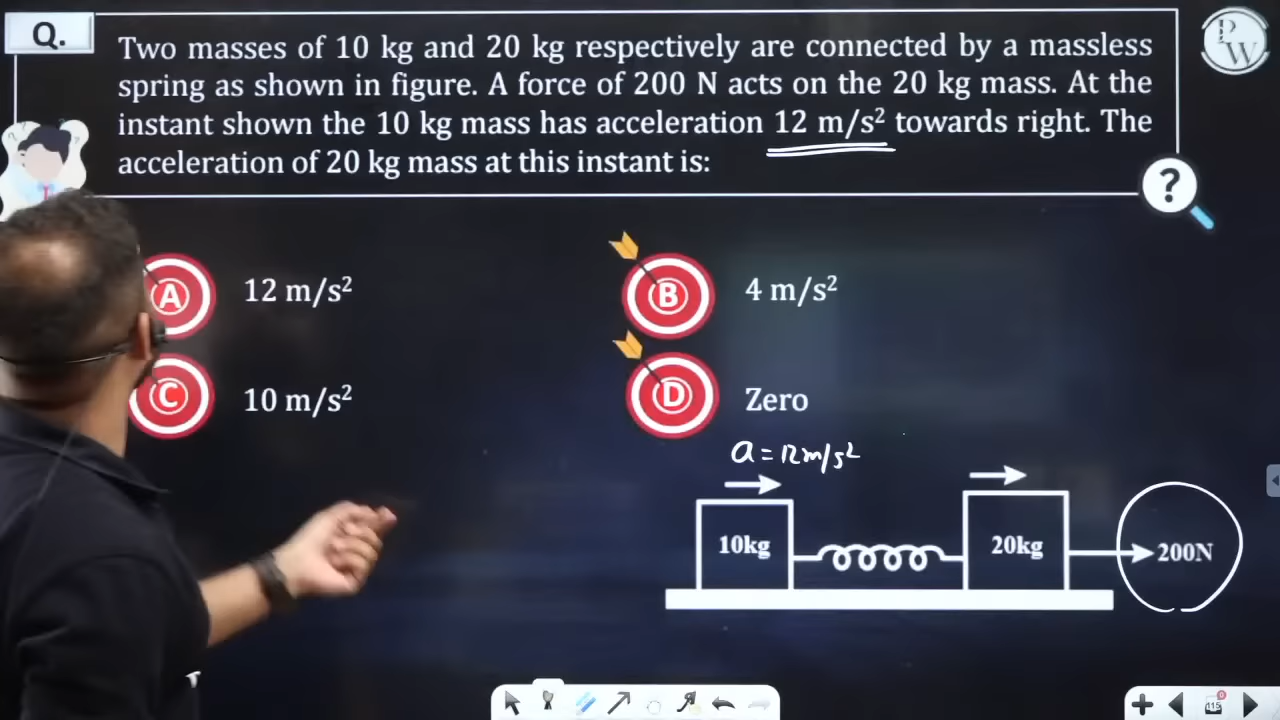 Q.
PW
Two masses of 10 kg and 20 kg respectively are connected by a massless
spring as shown in figure. A force of 200 N acts on the 20 kg mass. At the
instant shown the 10 kg mass has acceleration 12 m/s² towards right. The
acceleration of 20 kg mass at this instant is:
?
A 12 m/s²
B 4 m/s²
C 10 m/s²
D Zero
a = 12m/s²
10kg
20kg
200N
115